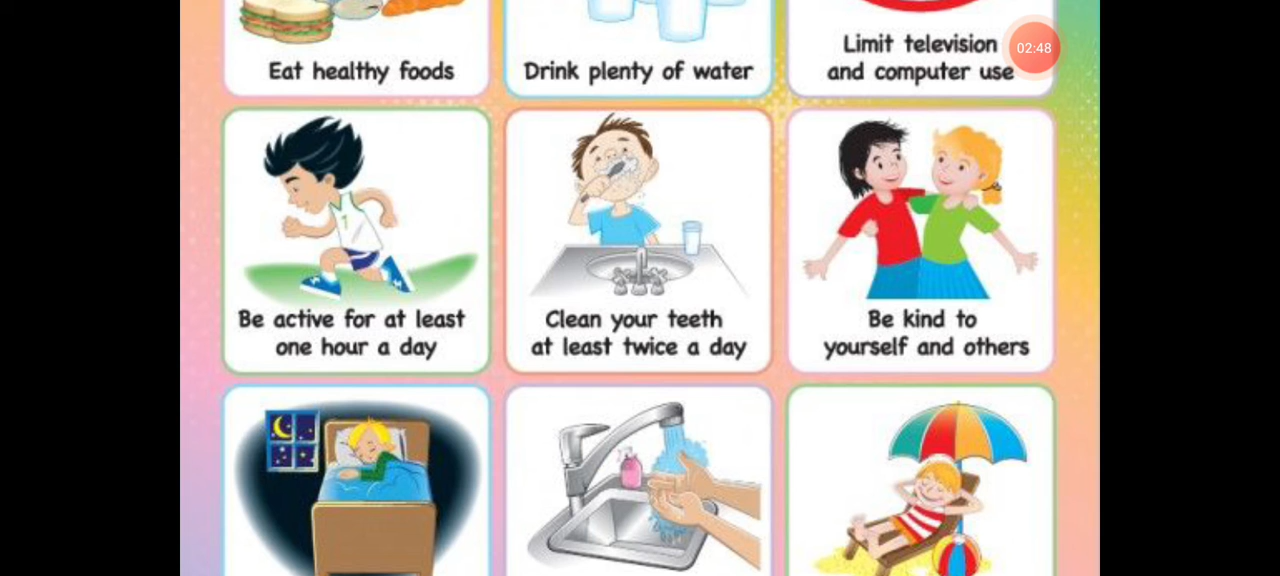 Eat healthy foods
Drink plenty of water
Limit television
and computer use
02:48
1
Be active for at least
one hour a day
Clean your teeth
at least twice a day
Be kind to
yourself and others